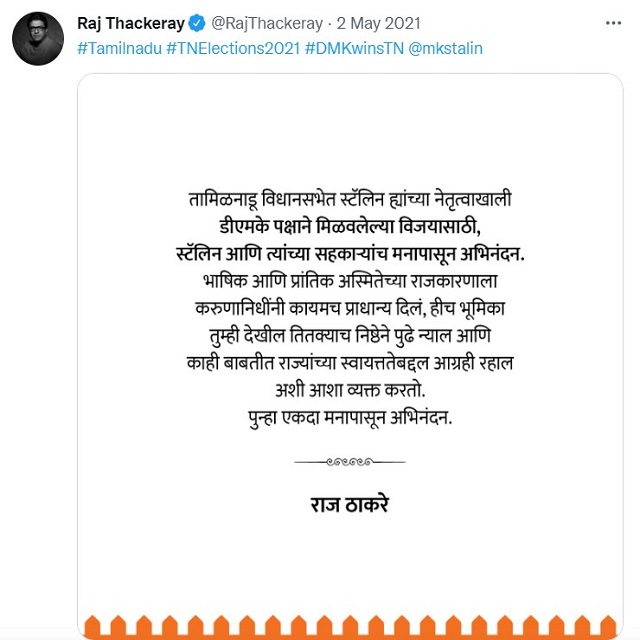 Raj Thackeray @RajThackeray · 2 May 2021
#Tamilnadu #TNElections2021 #DMKwinsTN @mkstalin
तामिळनाडू विधानसभेत स्टॅलिन ह्यांच्या नेतृत्वाखाली
डीएमके पक्षाने मिळवलेल्या विजयासाठी,
स्टॅलिन आणि त्यांच्या सहकाऱ्यांच मनापासून अभिनंदन.
भाषिक आणि प्रांतिक अस्मितेच्या राजकारणाला
करुणानिधींनी कायमच प्राधान्य दिलं, हीच भूमिका
तुम्ही देखील तितक्याच निष्ठेने पुढे न्याल आणि
काही बाबतीत राज्यांच्या स्वायत्ततेबद्दल आग्रही रहाल
अशी आशा व्यक्त करतो.
पुन्हा एकदा मनापासून अभिनंदन.
राज ठाकरे